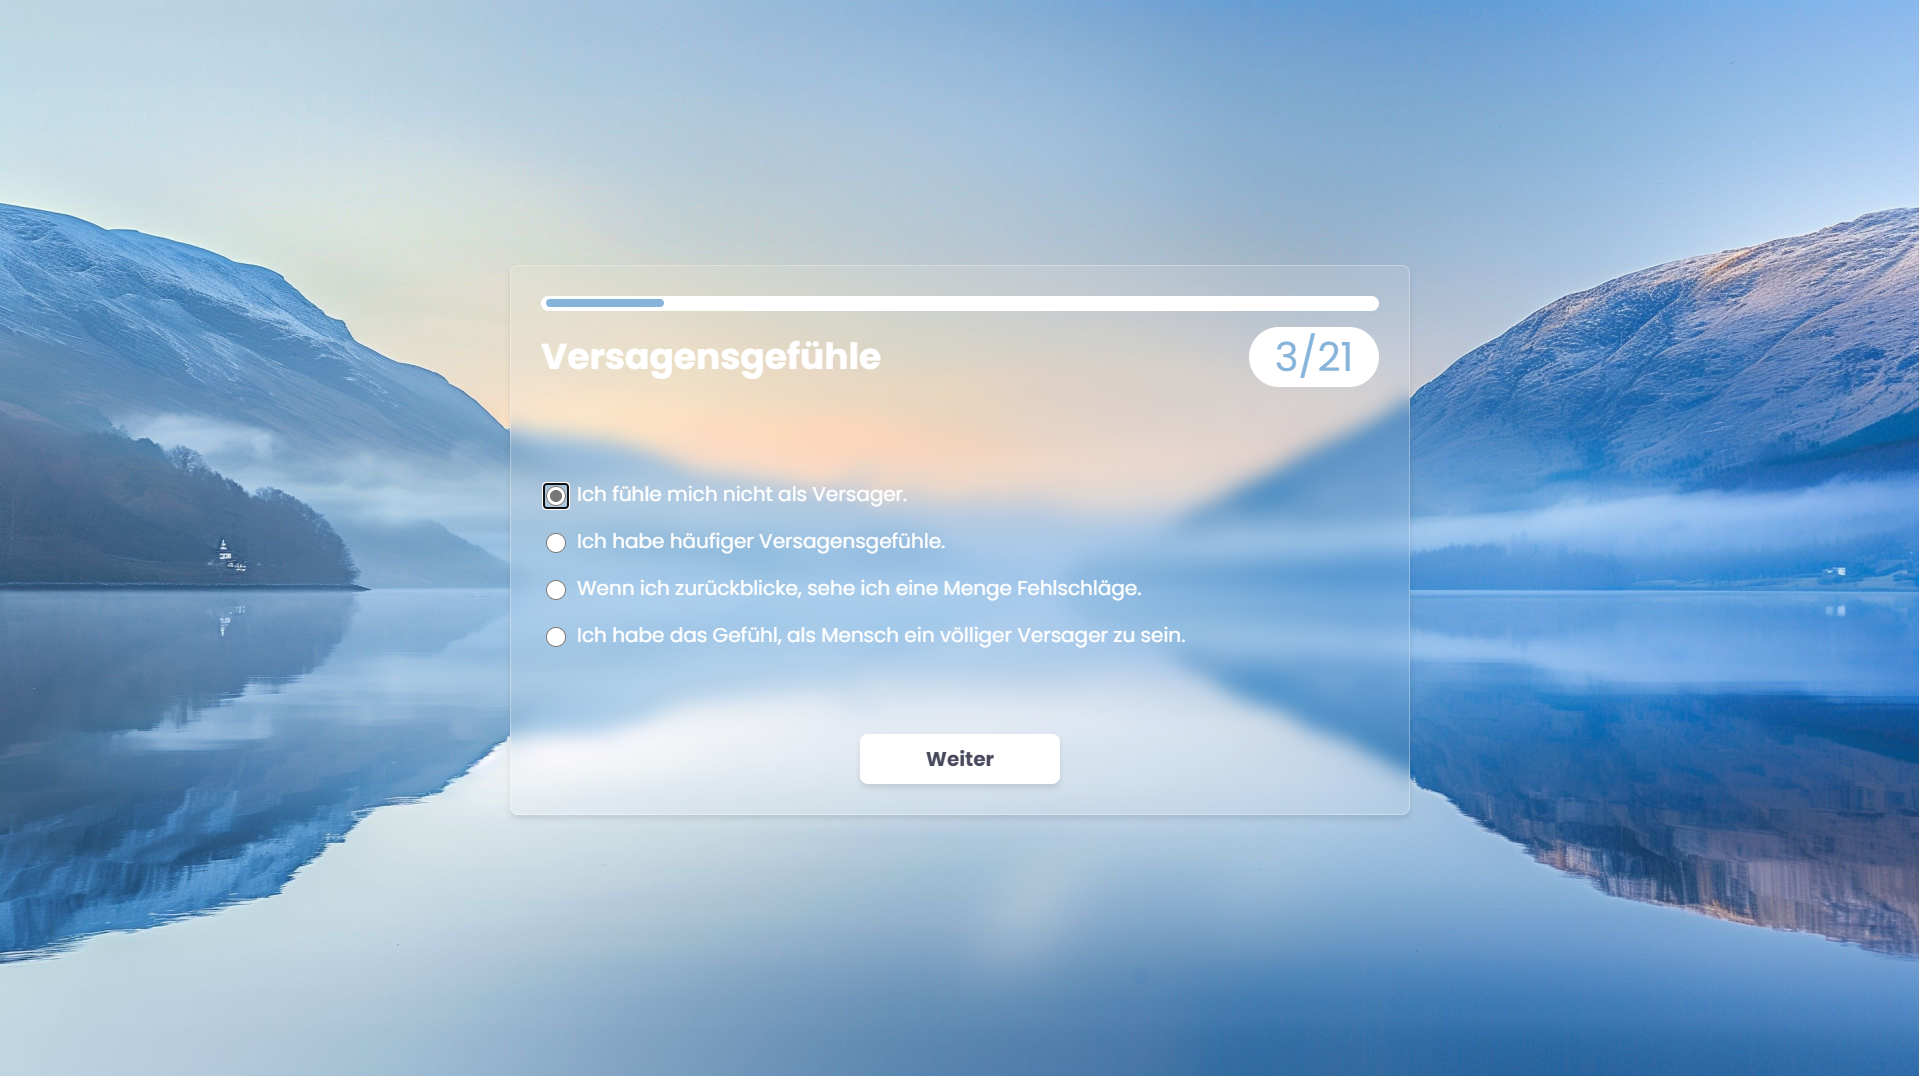 Versagensgefühle
3/21
Ich fühle mich nicht als Versager.
Ich habe häufiger Versagensgefühle.
Wenn ich zurückblicke, sehe ich eine Menge Fehlschläge.
Ich habe das Gefühl, als Mensch ein völliger Versager zu sein.
Weiter